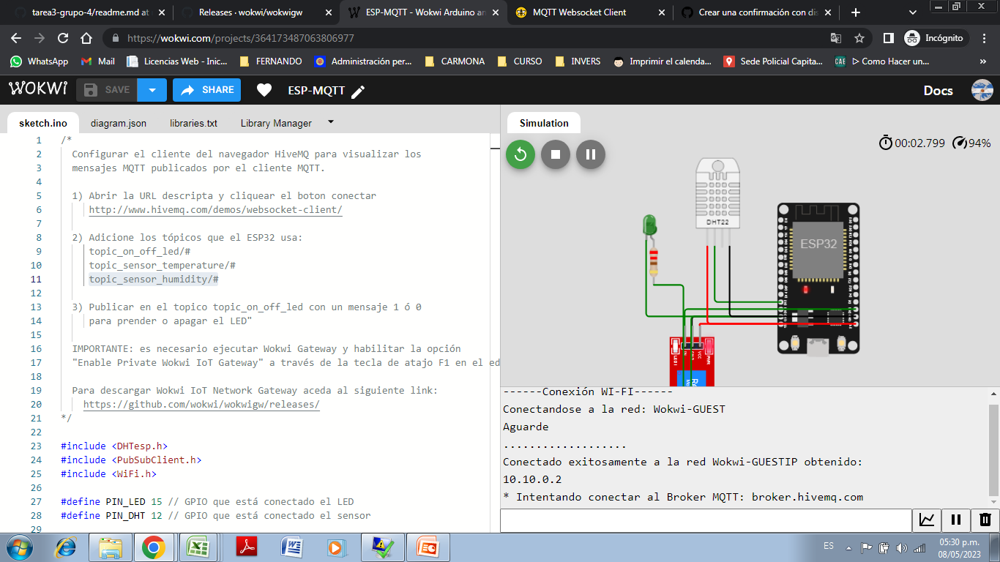 tarea3-grupo-4/readme.md at
Releases · wokwi/wokwigw
ESP-MQTT - Wokwi Arduino an
MQTT Websocket Client
Crear una confirmación con di
https://wokwi.com/projects/364173487063806977
Incógnito
WhatsApp
Mail
Licencias Web - Inic...
FERNANDO
Administración per...
CARMONA
CURSO
INVERS
Imprimir el calenda...
Sede Policial Capita...
CAE
Como Hacer un...
»
WOKWI
SAVE
SHARE
ESP-MQTT
Docs
sketch.ino
diagram.json
libraries.txt
Library Manager
Simulation
1 /*
2 Configurar el cliente del navegador HiveMQ para visualizar los
3 mensajes MQTT publicados por el cliente MQTT.
4
5 1) Abrir la URL descripta y cliquear el boton conectar
6 http://www.hivemq.com/demos/websocket-client/
7
8 2) Adicione los tópicos que el ESP32 usa:
9 topic_on_off_led/#
10 topic_sensor_temperature/#
11 topic_sensor_humidity/#
12
13 3) Publicar en el topico topic_on_off_led con un mensaje 1 ó 0
14 para prender o apagar el LED"
15
16 IMPORTANTE: es necesario ejecutar Wokwi Gateway y habilitar la opción
17 "Enable Private Wokwi IoT Gateway" a través de la tecla de atajo F1 en el ed
18
19 Para descargar Wokwi IoT Network Gateway aceda al siguiente link:
20 https://github.com/wokwi/wokwigw/releases/
21 */
22
23 #include <DHTesp.h>
24 #include <PubSubClient.h>
25 #include <WiFi.h>
26
27 #define PIN_LED 15 // GPIO que está conectado el LED
28 #define PIN_DHT 12 // GPIO que está conectado el sensor
29
00:02.799
94%
DHT22
ESP32
LED1
VCC
PWR
------Conexión WI-FI------
Conectandose a la red: Wokwi-GUEST
Aguarde
...................
Conectado exitosamente a la red Wokwi-GUESTIP obtenido:
10.10.0.2
* Intentando conectar al Broker MQTT: broker.hivemq.com
ES
05:30 p.m.
08/05/2023